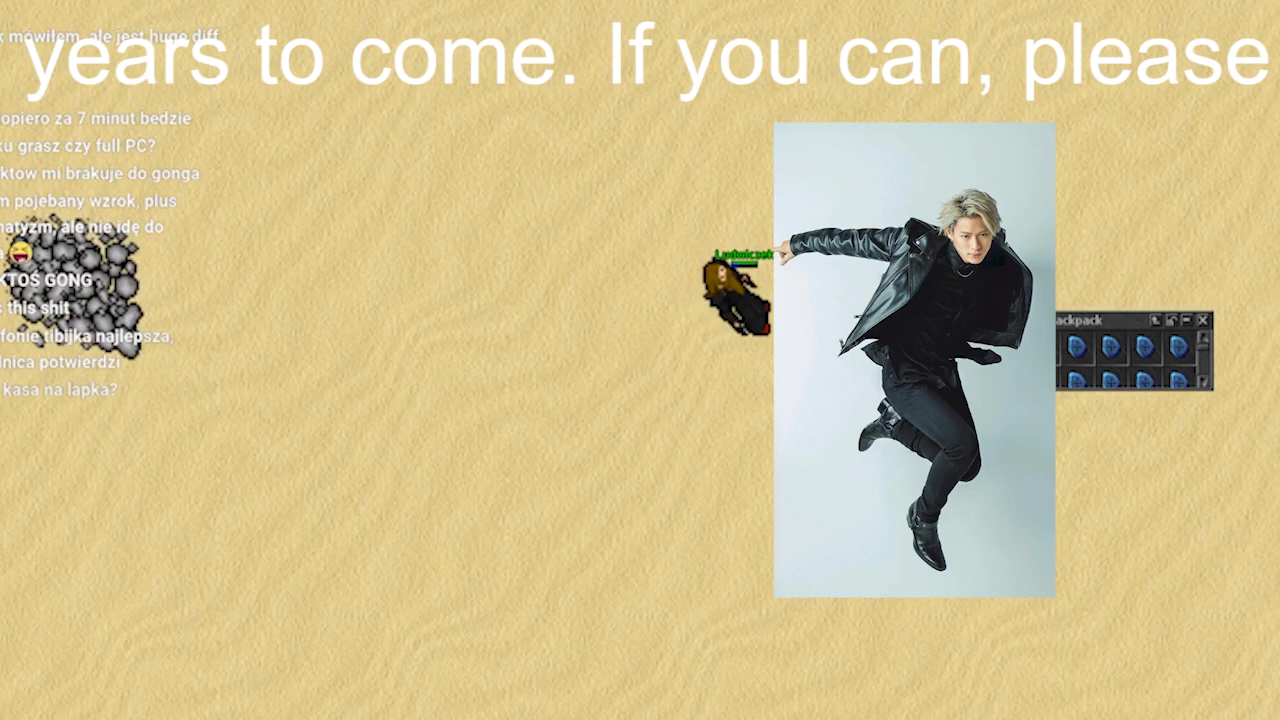 years to come. If you can, please
mówiłem, ale jest huge diff
opiero za 7 minut bedzie
ku grasz czy full PC?
ktow mi brakuje do gonga
m pojebany wzrok, plus
matyzm, ale nie idę do
KTOŚ GONG
this shit
fonie tibijka najlepsza,
dnica potwierdzi
kasa na lapka?
ackpack